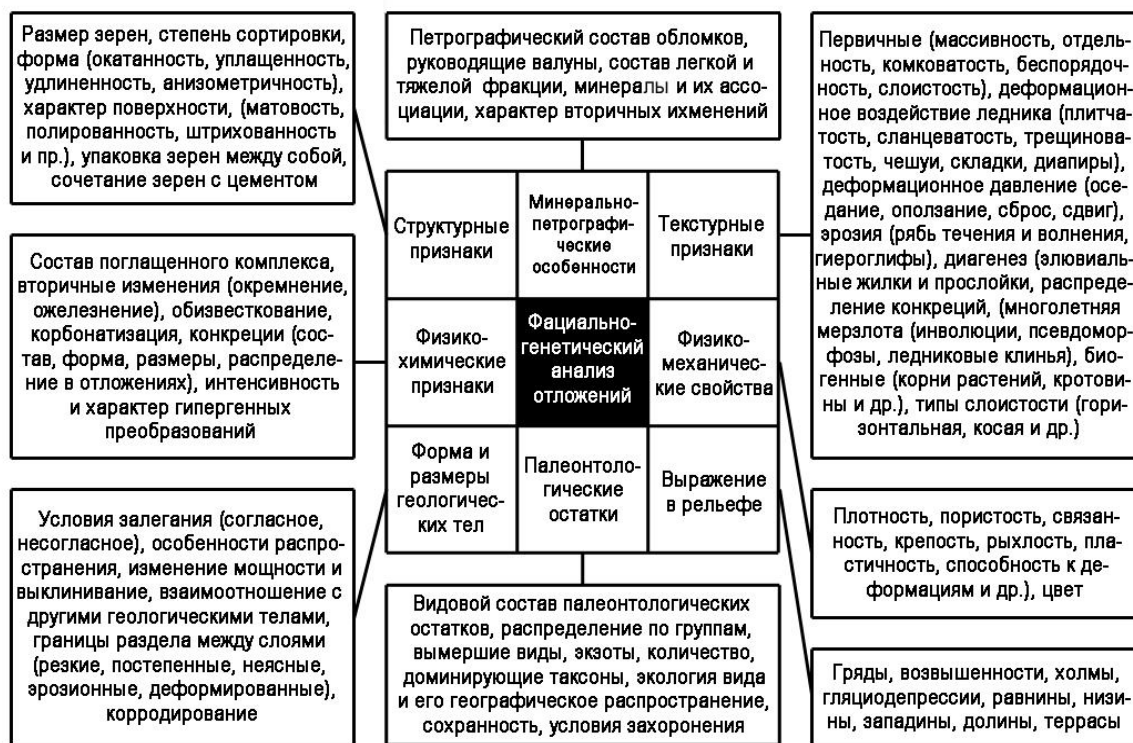 Размер зерен, степень сортировки,
форма (окатанность, уплащенность,
удлиненность, анизометричность),
характер поверхности, (матовость,
полированность, штрихованность
и пр.), упаковка зерен между собой,
сочетание зерен с цементом
Петрографический состав обломков,
руководящие валуны, состав легкой и
тяжелой фракции, минералы и их ассо-
циации, характер вторичных ихменений
Первичные (массивность, отдель-
ность, комковатость, беспорядоч-
ность, слоистость), деформацион-
ное воздействие ледника (плитча-
тость, сланцеватость, трещинова-
тость, чешуи, складки, диапиры),
деформационное давление (осе-
дание, оползание, сброс, сдвиг),
эрозия (рябь течения и волнения,
гиероглифы), диагенез (элювиаль-
ные жилки и прослойки, распреде-
ление конкреций, (многолетняя
мерзлота (инволюции, псевдомор-
фозы, ледниковые клинья), био-
генные (корни растений, кротови-
ны и др.), типы слоистости (гори-
зонтальная, косая и др.)
Структурные
признаки
Минерально-
петрографи-
ческие
особенности
Текстурные
признаки
Состав поглащенного комплекса,
вторичные изменения (окремнение,
ожелезнение), обизвесткование,
корбонатизация, конкреции (сос-
тав, форма, размеры, распределе-
ние в отложениях), интенсивность
и характер гипергенных
преобразований
Физико-
химические
признаки
Фациально-
генетический
анализ
отложений
Физико-
механичес-
кие свойства
Форма и
размеры
геологичес-
ких тел
Палеонтоло-
гические
остатки
Выражение
в рельефе
Условия залегания (согласное,
несогласное), особенности распро-
странения, изменение мощности и
выклинивание, взаимоотношение с
другими геологическими телами,
границы раздела между слоями
(резкие, постепенные, неясные,
эрозионные, деформированные),
корродирование
Видовой состав палеонтологических
остатков, распределение по группам,
вымершие виды, экзоты, количество,
доминирующие таксоны, экология вида
и его географическое распространение,
сохранность, условия захоронения
Плотность, пористость, связан-
ность, крепость, рыхлость, пла-
стичность, способность к де-
формациям и др.), цвет
Гряды, возвышенности, холмы,
гляциодепрессии, равнины, низи-
ны, западины, долины, террасы